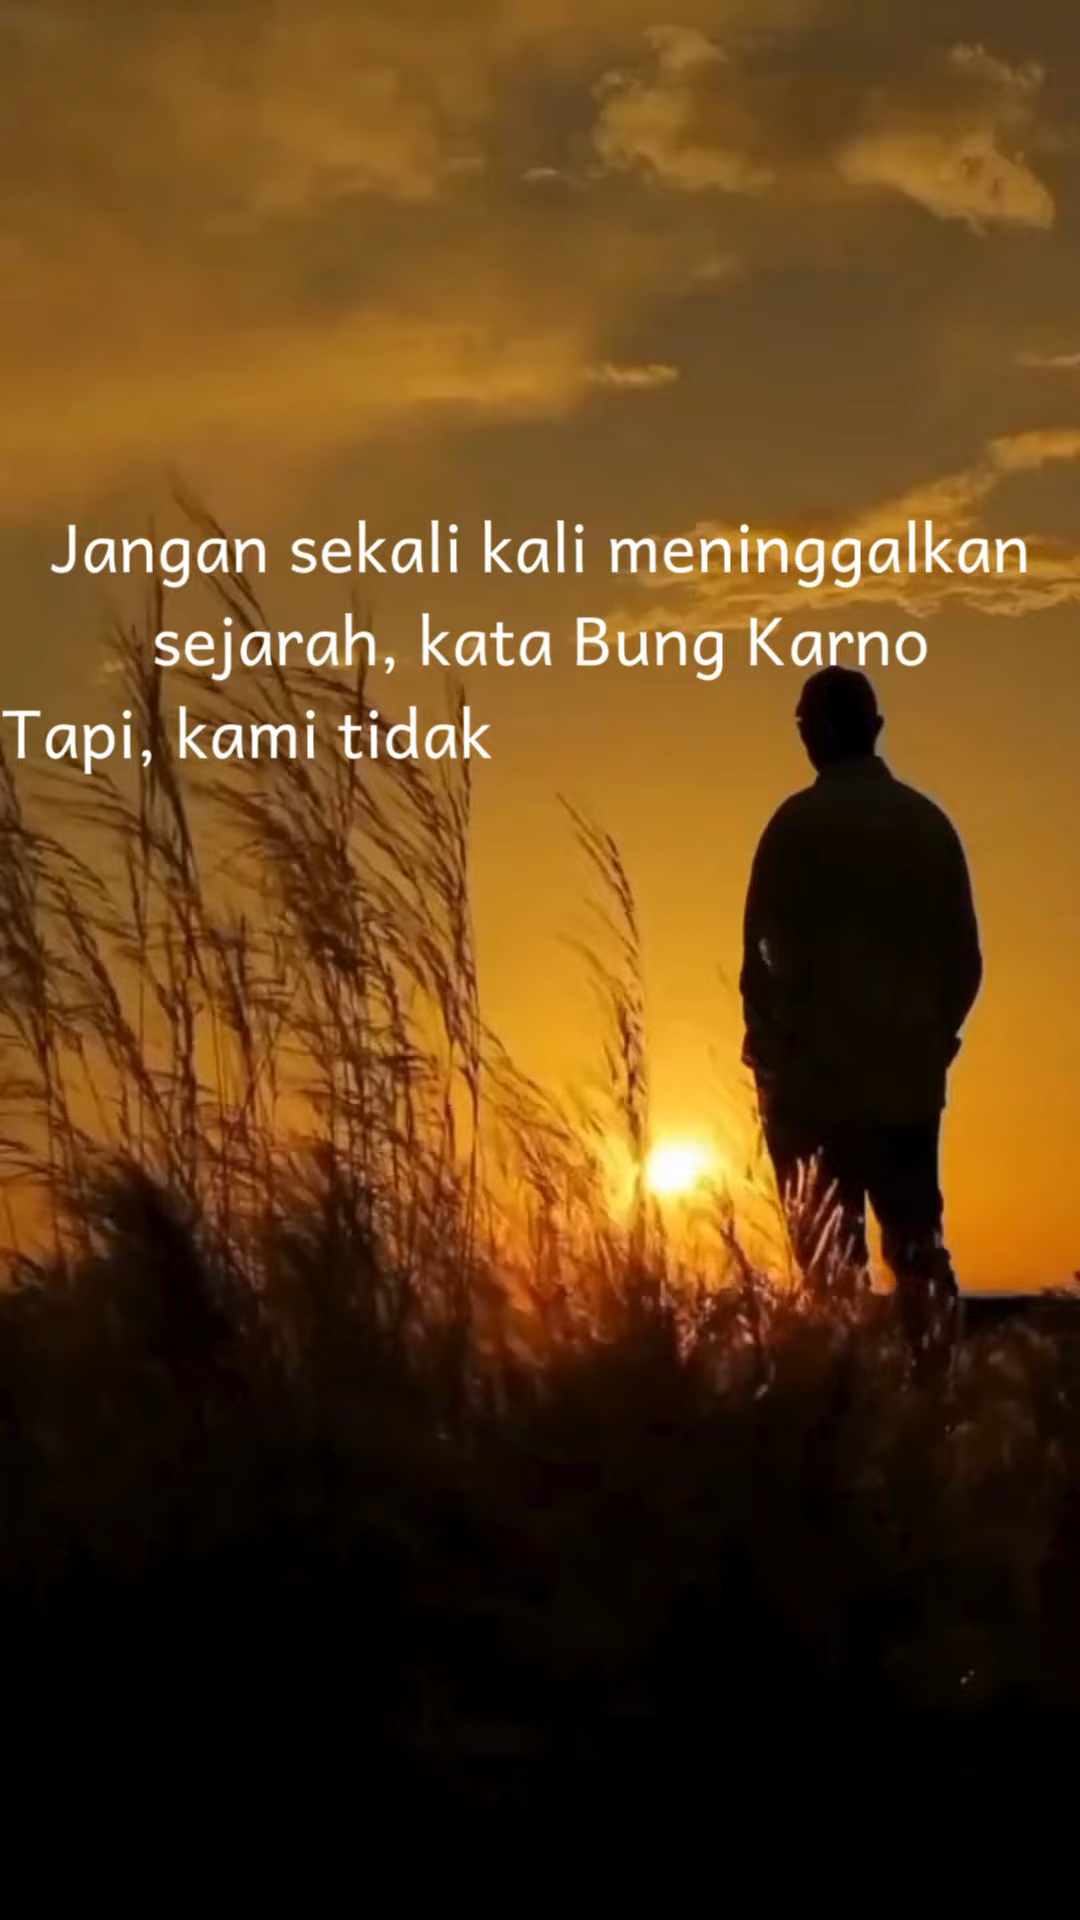 Jangan sekali kali meninggalkan
sejarah, kata Bung Karno
Tapi, kami tidak